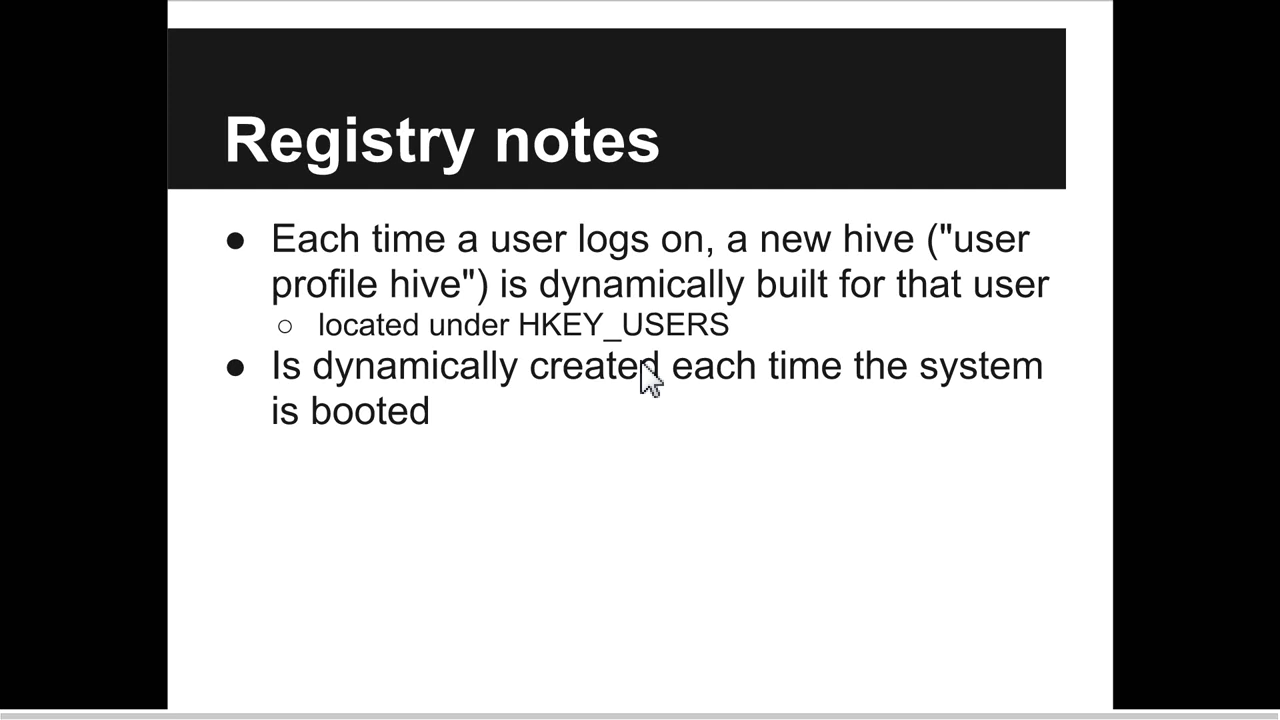 Registry notes
● Each time a user logs on, a new hive ("user
profile hive") is dynamically built for that user
○ located under HKEY_USERS
● Is dynamically created each time the system
is booted